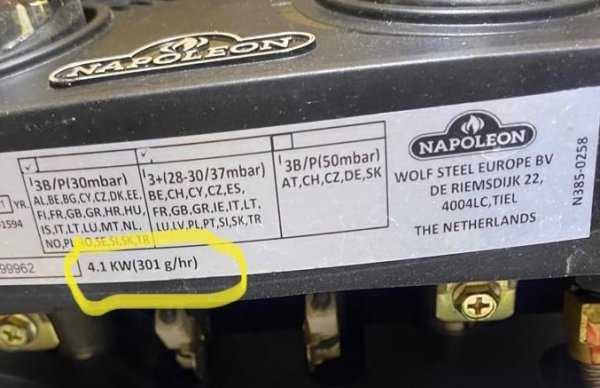 NAPOLEON
I3B/P(30mbar)
AL.BE.BG.CY.CZ.DK.EE,
FI.FR.GB.GR.HR.HU,
IS.IT.LT.LU.MT.NL.
NO,PL,RO,SE,SI,SK,TR
I3+(28-30/37mbar)
BE,CH,CY,CZ,ES,
FR,GB,GR,IE,IT,LT,
LU,LV,PL,PT,SI,SK,TR
I3B/P(50mbar)
AT,CH,CZ,DE,SK
YR
1594
99962
4.1 KW(301 g/hr)
NAPOLEON
WOLF STEEL EUROPE BV
DE RIEMSDIJK 22,
4004LC,TIEL
THE NETHERLANDS
N385-0258